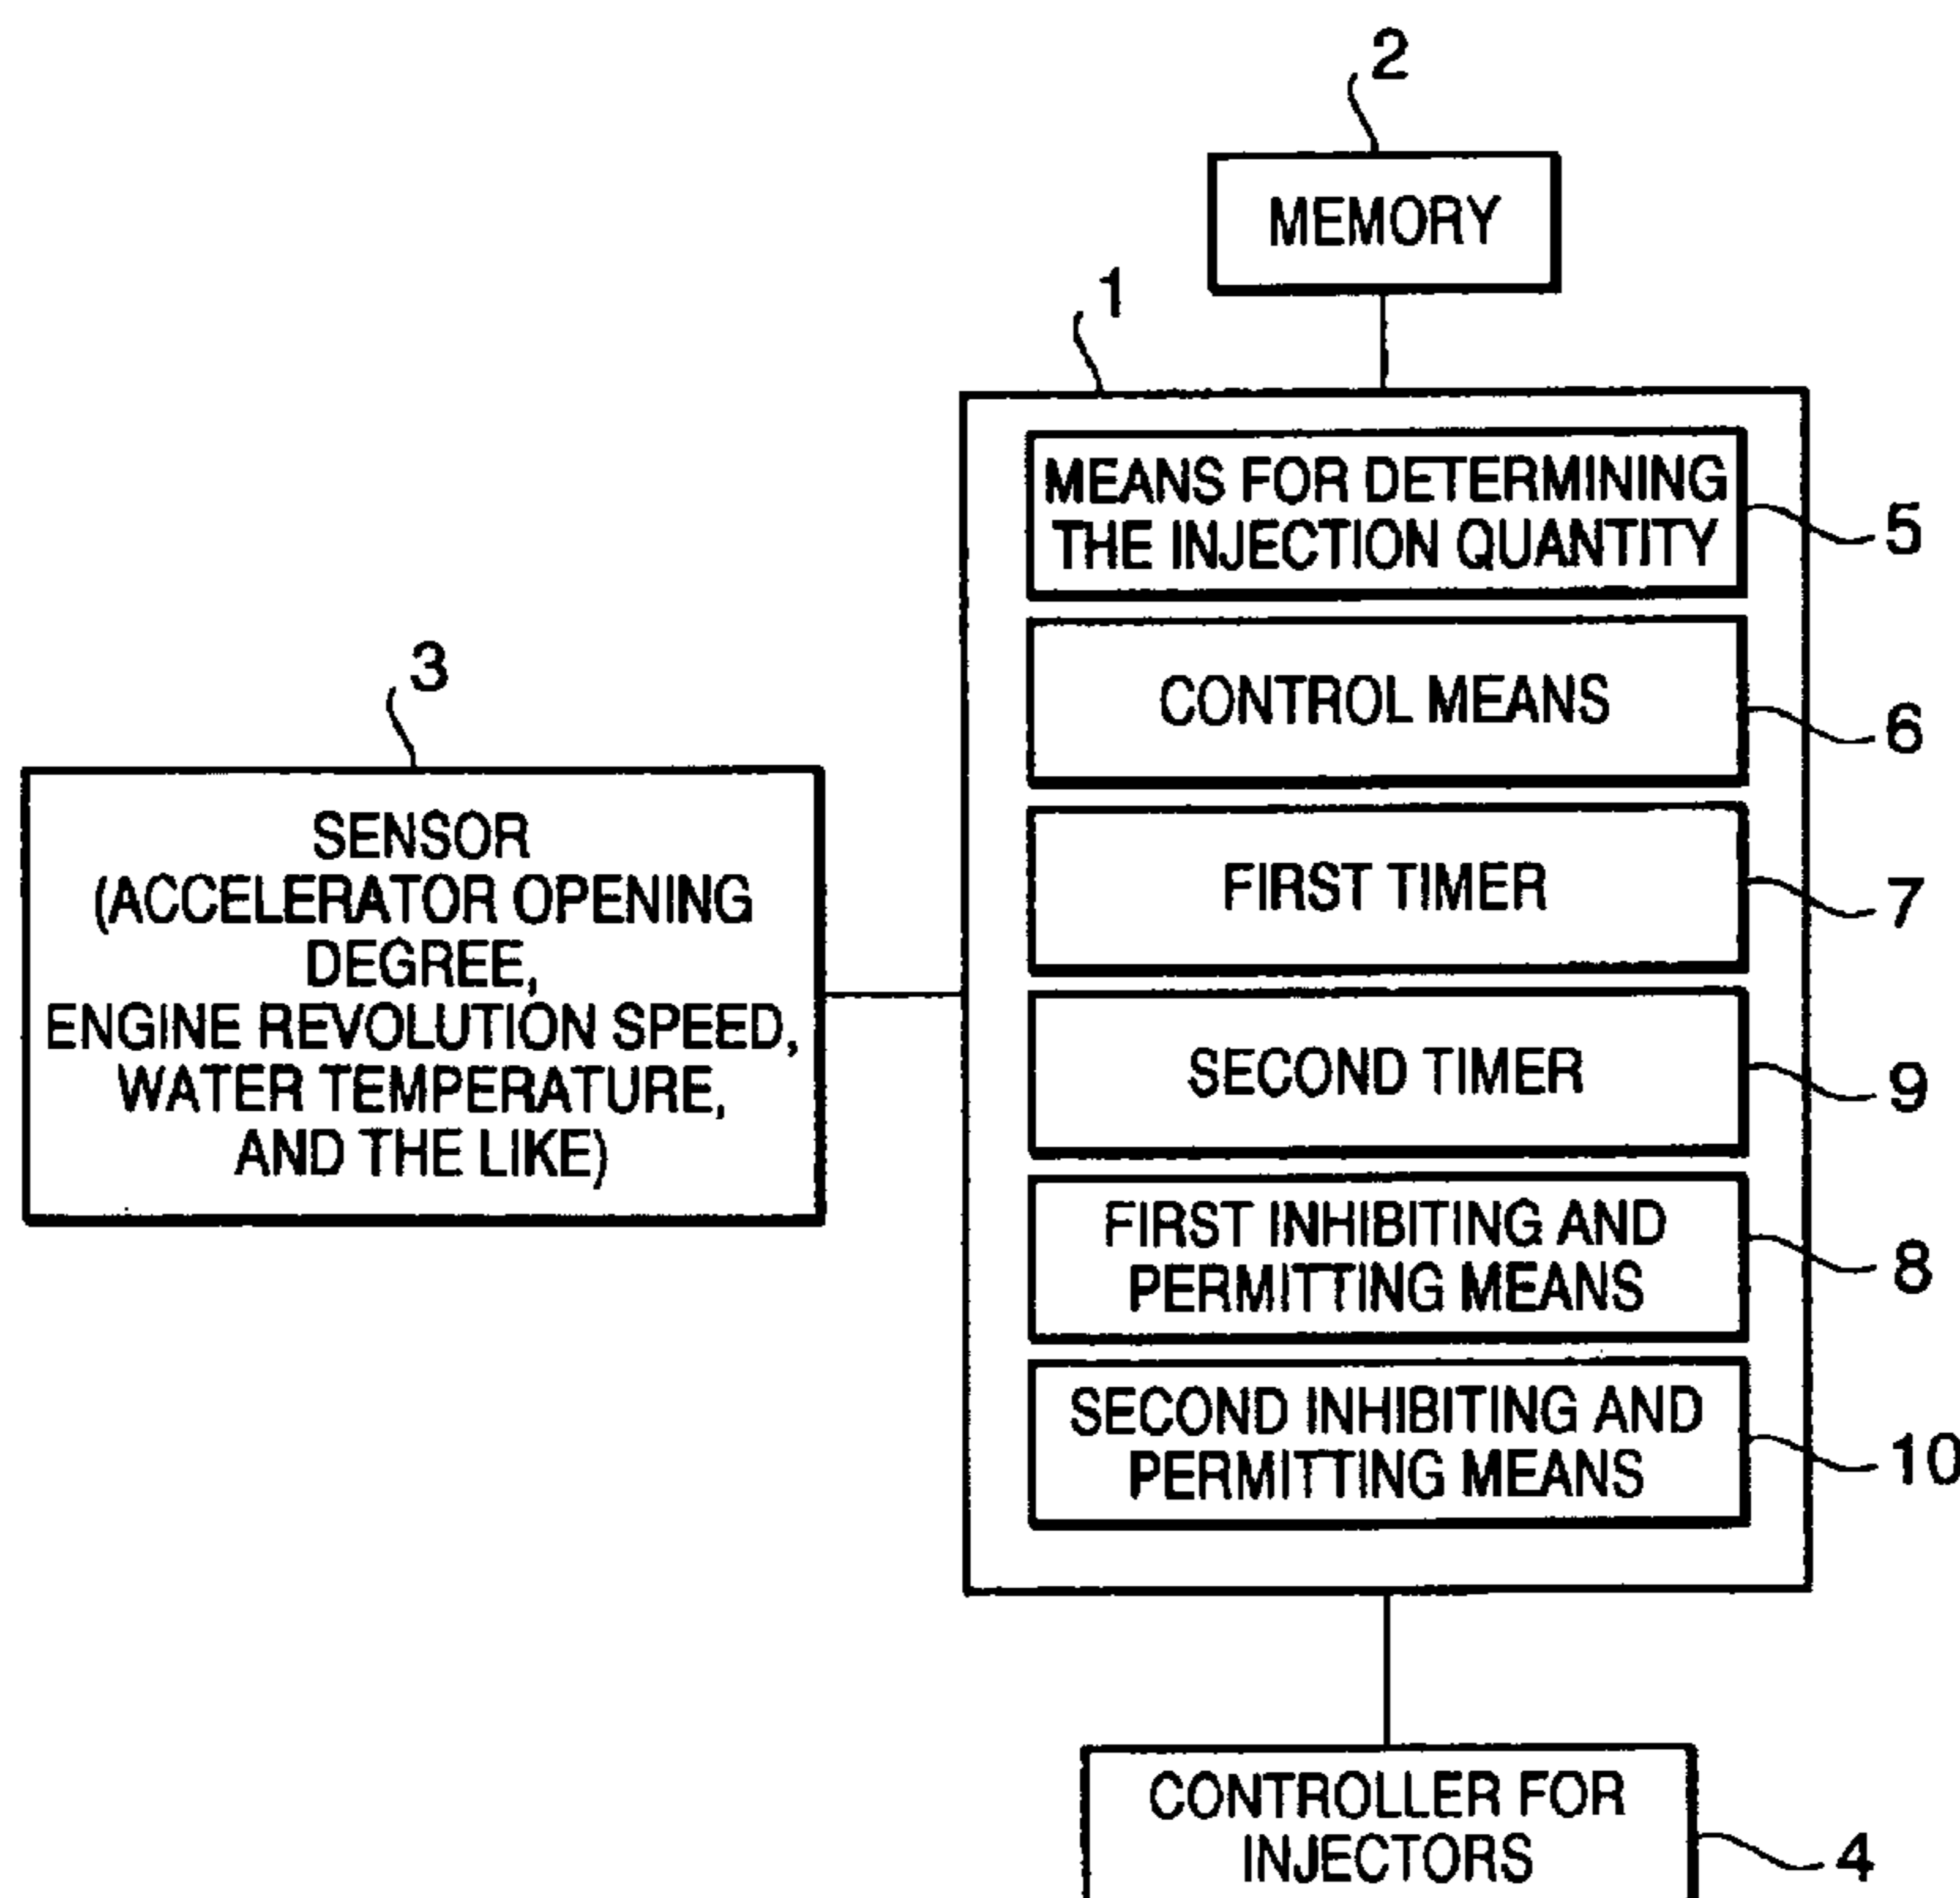 2
MEMORY
1
MEANS FOR DETERMINING
THE INJECTION QUANTITY
5
CONTROL MEANS
6
FIRST TIMER
7
SECOND TIMER
9
FIRST INHIBITING AND
PERMITTING MEANS
8
SECOND INHIBITING AND
PERMITTING MEANS
10
3
SENSOR
(ACCELERATOR OPENING
DEGREE,
ENGINE REVOLUTION SPEED,
WATER TEMPERATURE,
AND THE LIKE)
CONTROLLER FOR
INJECTORS
4